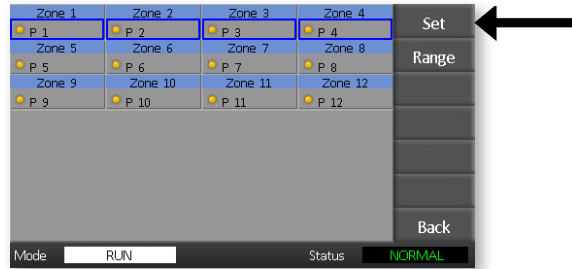 Zone 1 Zone 2 Zone 3 Zone 4 Set
P 1 P 2 P 3 P 4
Zone 5 Zone 6 Zone 7 Zone 8 Range
P 5 P 6 P 7 P 8
Zone 9 Zone 10 Zone 11 Zone 12
P 9 P 10 P 11 P 12
Back
Mode RUN Status NORMAL